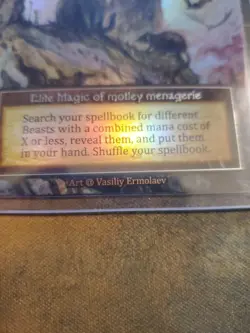 Elite Magic of motley menagerie
Search your spellbook for different
Beasts with a combined mana cost of
X or less, reveal them, and put them
in your hand. Shuffle your spellbook.
Art @ Vasiliy Ermolaev